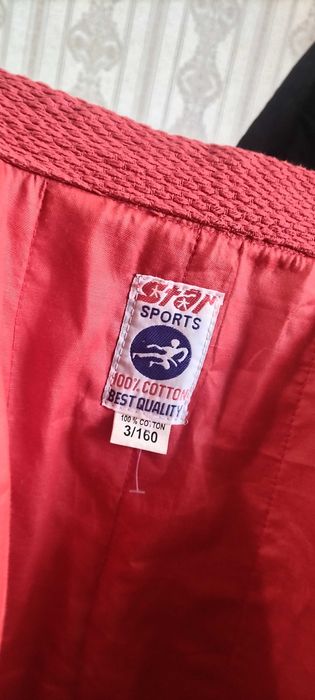 Star
SPORTS
100% COTTON
BEST QUALITY
100 % COTTON
3/160